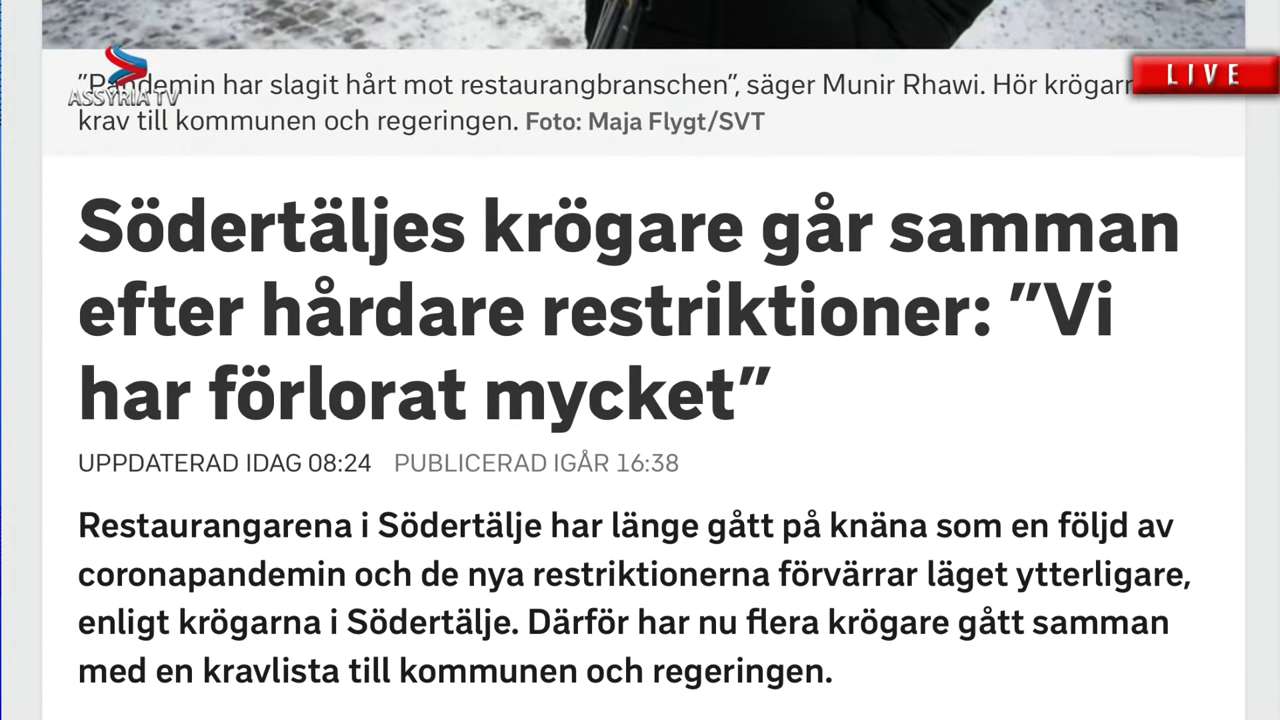 "Pandemin har slagit hårt mot restaurangbranschen", säger Munir Rhawi. Hör
krav till kommunen och regeringen. Foto: Maja Flygt/SVT
ASSYRIA TV
LIVE
Södertäljes krögare går samman
efter hårdare restriktioner: ”Vi
har förlorat mycket”
UPPDATERAD IDAG 08:24 PUBLICERAD IGÅR 16:38
Restaurangarena i Södertälje har länge gått på knäna som en följd av
coronapandemin och de nya restriktionerna förvärrar läget ytterligare,
enligt krögarna i Södertälje. Därför har nu flera krögare gått samman
med en kravlista till kommunen och regeringen.